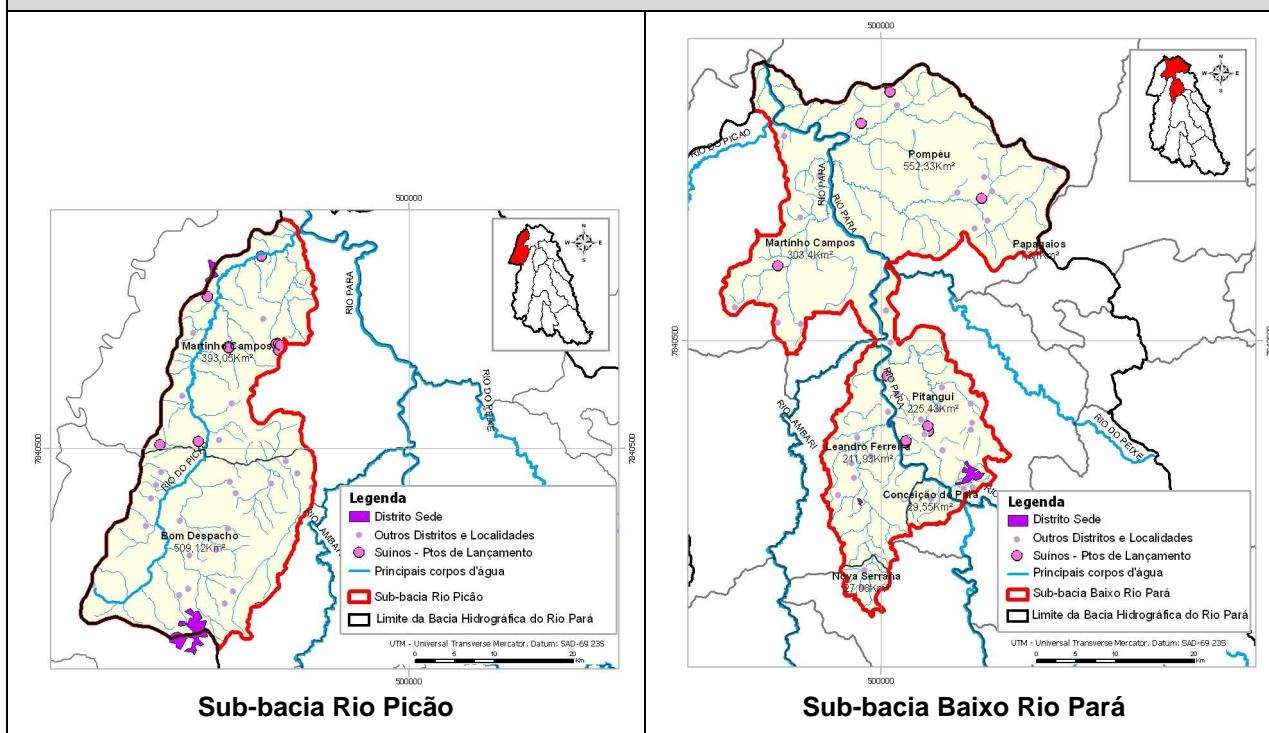 500000
N
W E
S
RIO PARA
RIO DO PEIXE
Martinho Campos
393,05Km²
7840500
7840500
Bom Despacho
509,12Km²
RIO LAMBARI
Legenda
Distrito Sede
Outros Distritos e Localidades
Suínos - Ptos de Lançamento
Principais corpos d'água
Sub-bacia Rio Picão
Limite da Bacia Hidrográfica do Rio Pará
UTM - Universal Transverse Mercator. Datum: SAD-69 23S
0 5 10 20
Km
500000
Sub-bacia Rio Picão
500000
N
W E
S
RIO DO PICAO
Pompéu
552,33Km²
RIO PARA
RIO PARA
Martinho Campos
303,4Km²
Papagaios
7840500
RIO PARA
Pitangui
225,43Km²
RIO LAMBARI
RIO DO PEIXE
Leandro Ferreira
211,93Km²
Conceição do Pará
29,55Km²
Nova Serrana
Legenda
Distrito Sede
Outros Distritos e Localidades
Suínos - Ptos de Lançamento
Principais corpos d'água
Sub-bacia Baixo Rio Pará
Limite da Bacia Hidrográfica do Rio Pará
UTM - Universal Transverse Mercator. Datum: SAD-69 23S
0 5 10 20
Km
500000
Sub-bacia Baixo Rio Pará